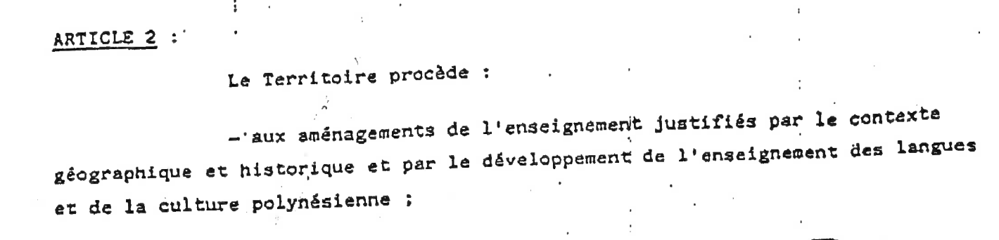 ARTICLE 2 :
Le Territoire procède :
- aux aménagements de l'enseignement justifiés par le contexte
géographique et historique et par le développement de l'enseignement des langues
et de la culture polynésienne ;